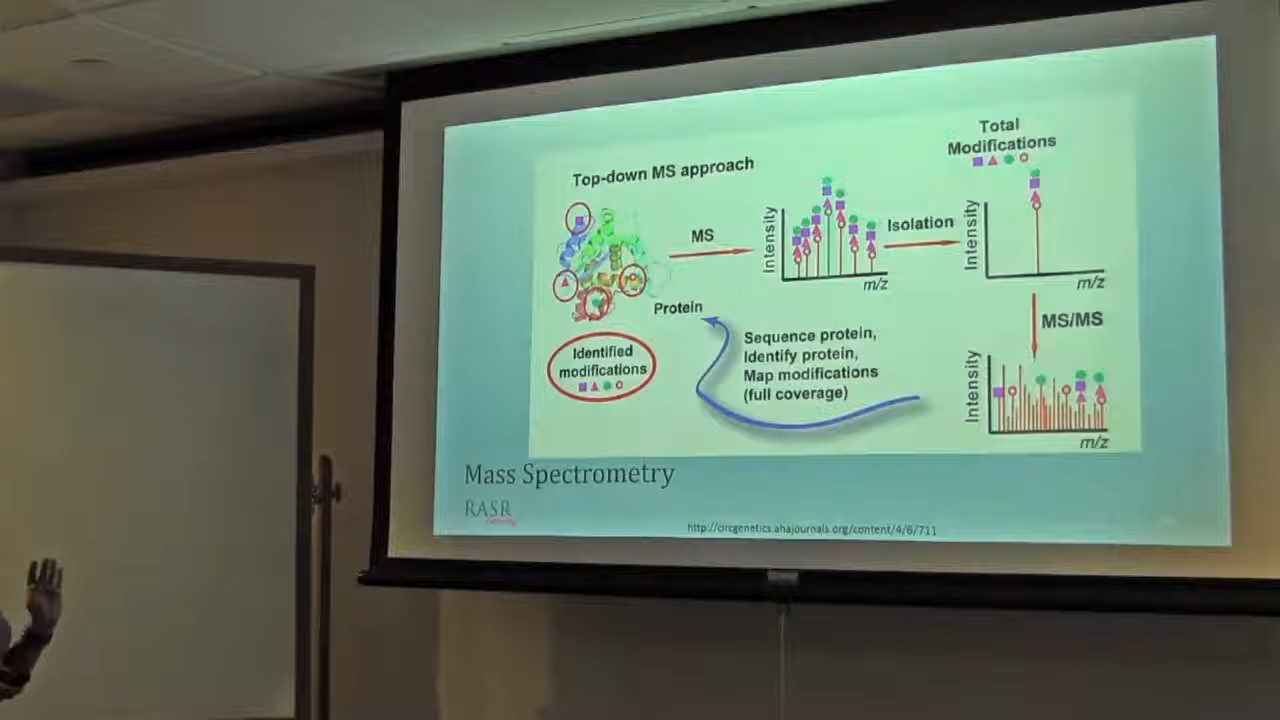 Top-down MS approach
MS
Intensity
m/z
Isolation
Total
Modifications
Intensity
m/z
MS/MS
Intensity
m/z
Protein
Identified
modifications
Sequence protein,
Identify protein,
Map modifications
(full coverage)
Mass Spectrometry
RASR
http://circgenetics.ahajournals.org/content/4/6/711